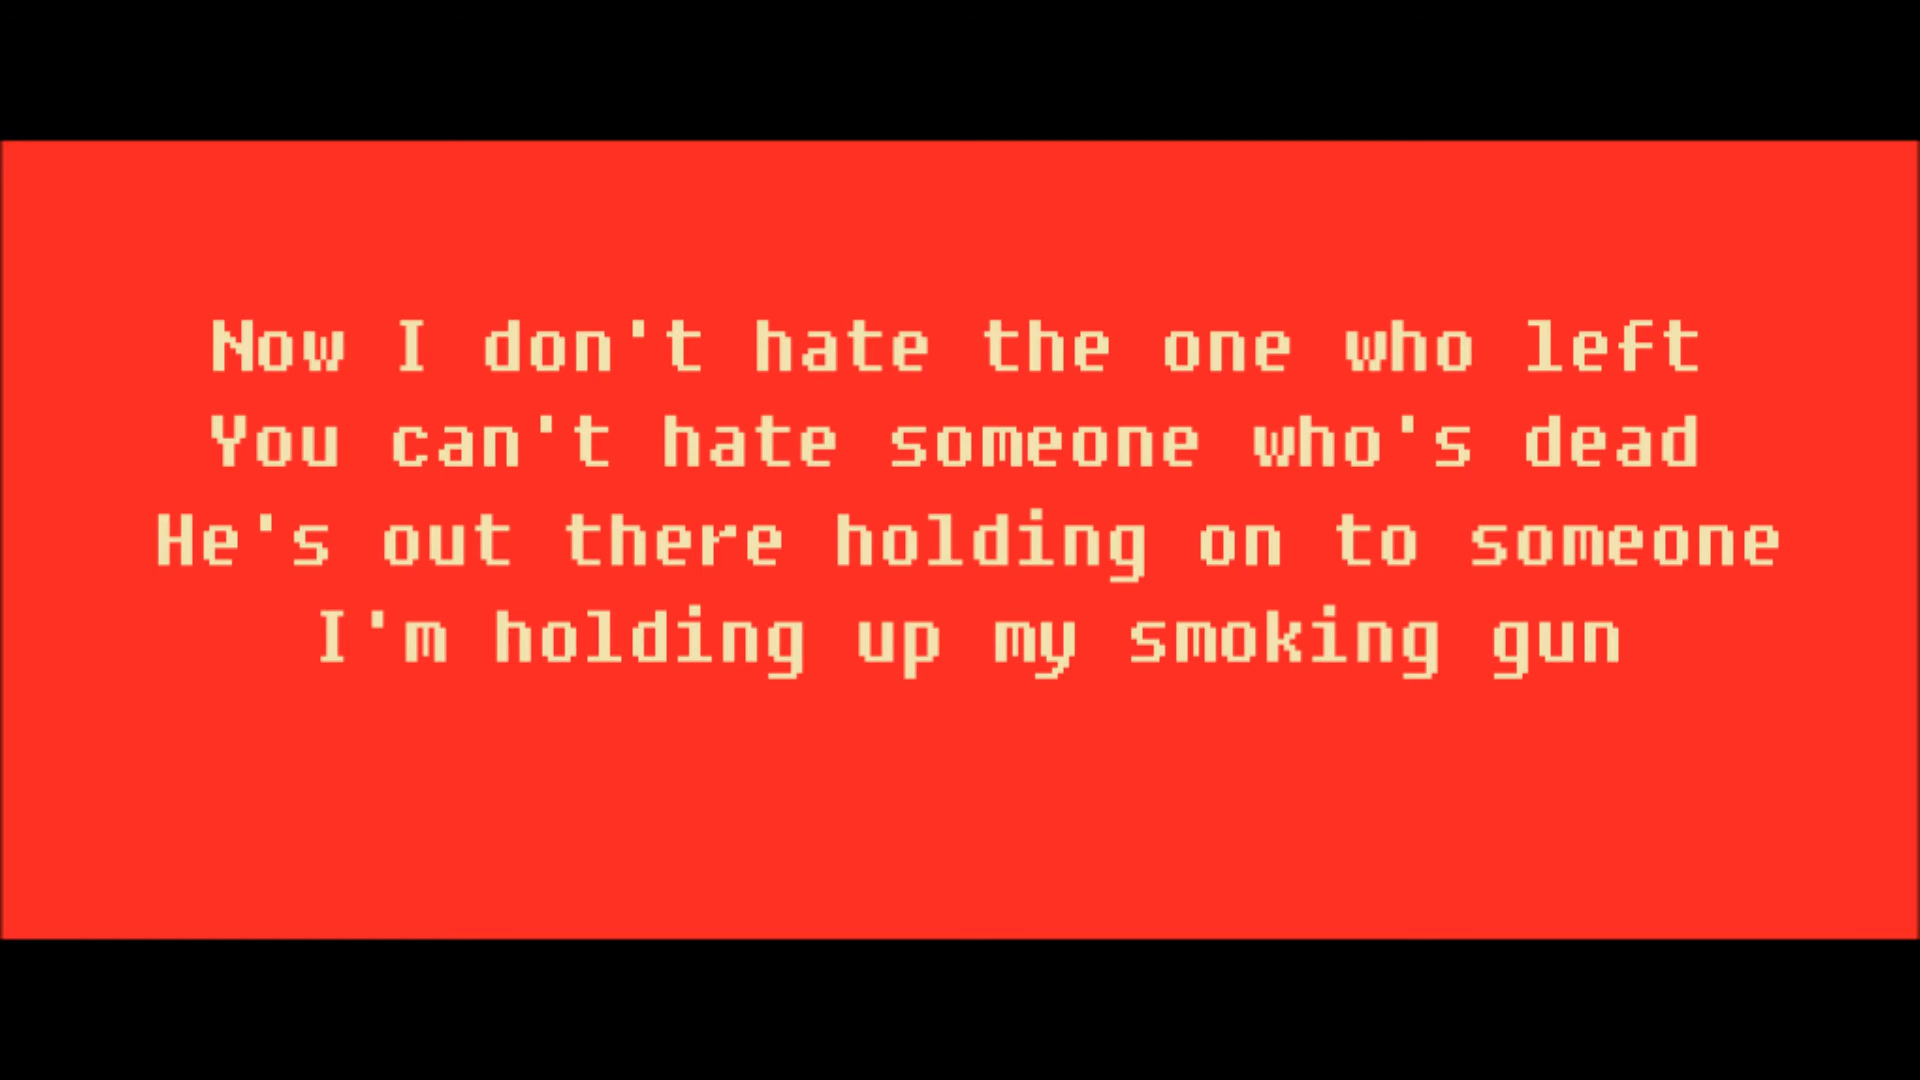 Now I don't hate the one who left
You can't hate someone who's dead
He's out there holding on to someone
I'm holding up my smoking gun